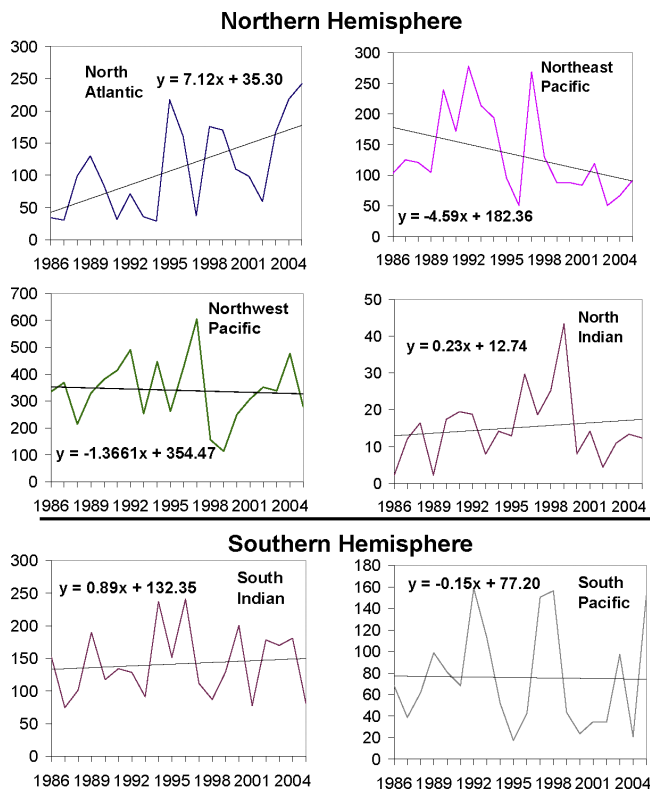 Northern Hemisphere
300
250
200
150
100
50
0
North
Atlantic
y = 7.12x + 35.30
1986 1989 1992 1995 1998 2001 2004
300
250
200
150
100
50
0
Northeast
Pacific
y = -4.59x + 182.36
1986 1989 1992 1995 1998 2001 2004
700
600
500
400
300
200
100
0
Northwest
Pacific
y = -1.3661x + 354.47
1986 1989 1992 1995 1998 2001 2004
50
40
30
20
10
0
North
Indian
y = 0.23x + 12.74
1986 1989 1992 1995 1998 2001 2004
Southern Hemisphere
300
250
200
150
100
50
0
y = 0.89x + 132.35
South
Indian
1986 1989 1992 1995 1998 2001 2004
180
160
140
120
100
80
60
40
20
0
y = -0.15x + 77.20
South
Pacific
1986 1989 1992 1995 1998 2001 2004